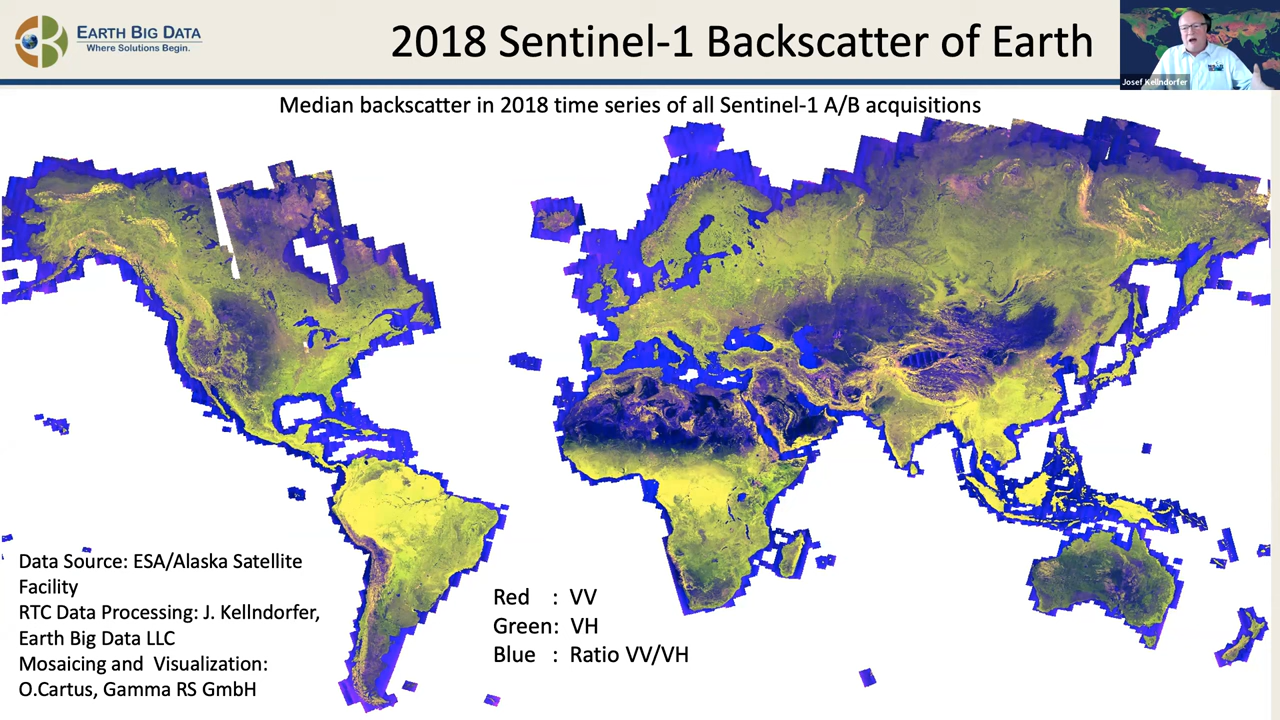 EARTH BIG DATA
Where Solutions Begin.
2018 Sentinel-1 Backscatter of Earth
Josef Kellndorfer
Median backscatter in 2018 time series of all Sentinel-1 A/B acquisitions
Data Source: ESA/Alaska Satellite
Facility
RTC Data Processing: J. Kellndorfer,
Earth Big Data LLC
Mosaicing and Visualization:
O.Cartus, Gamma RS GmbH
Red : VV
Green: VH
Blue : Ratio VV/VH